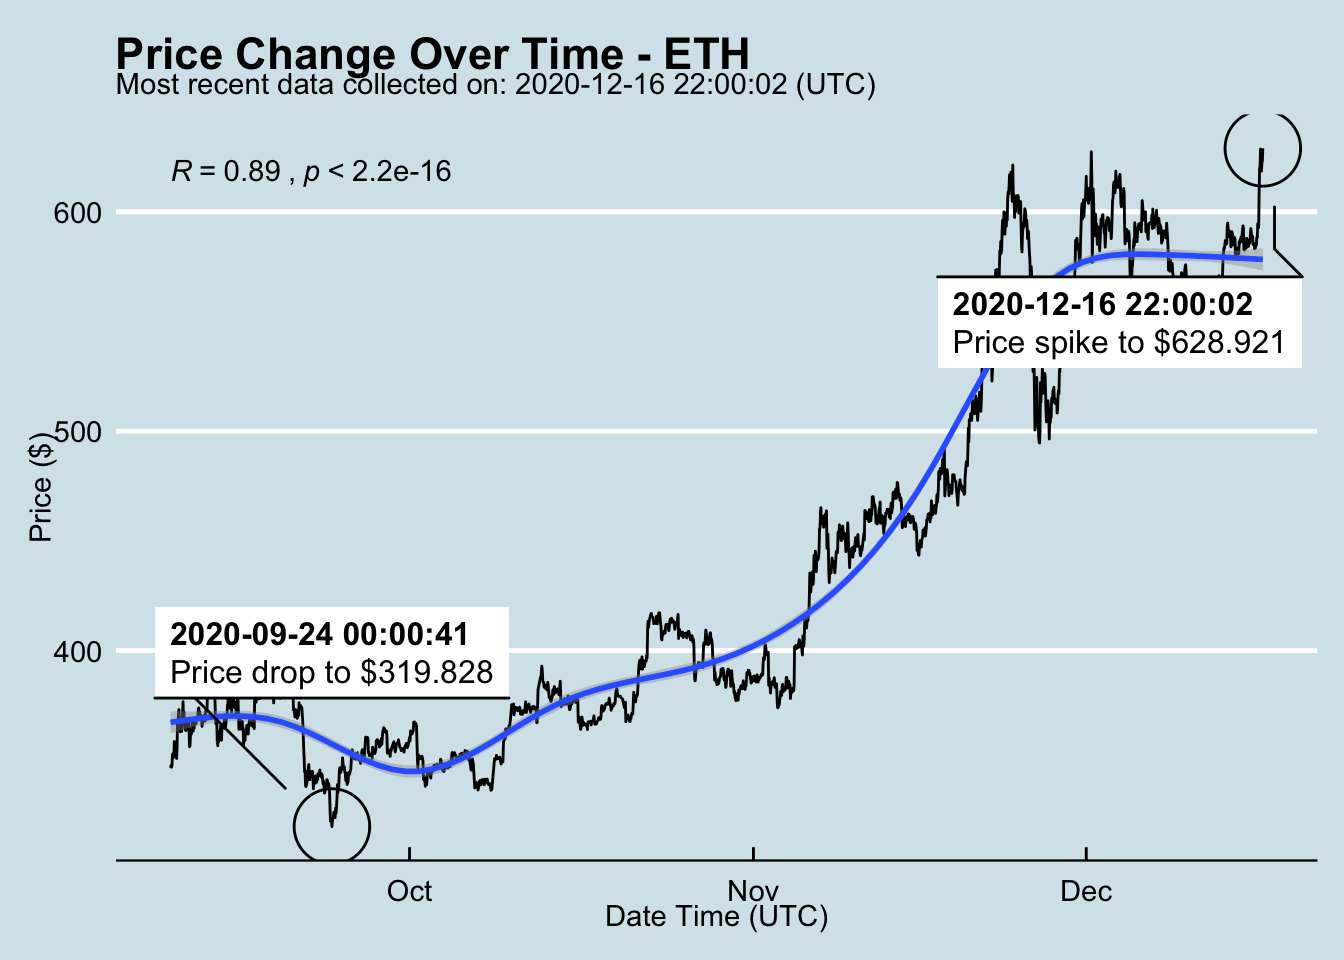 Price Change Over Time - ETH
Most recent data collected on: 2020-12-16 22:00:02 (UTC)
R = 0.89 , p < 2.2e-16
600
2020-12-16 22:00:02
Price spike to $628.921
500
Price ($)
2020-09-24 00:00:41
Price drop to $319.828
400
Oct
Nov
Dec
Date Time (UTC)